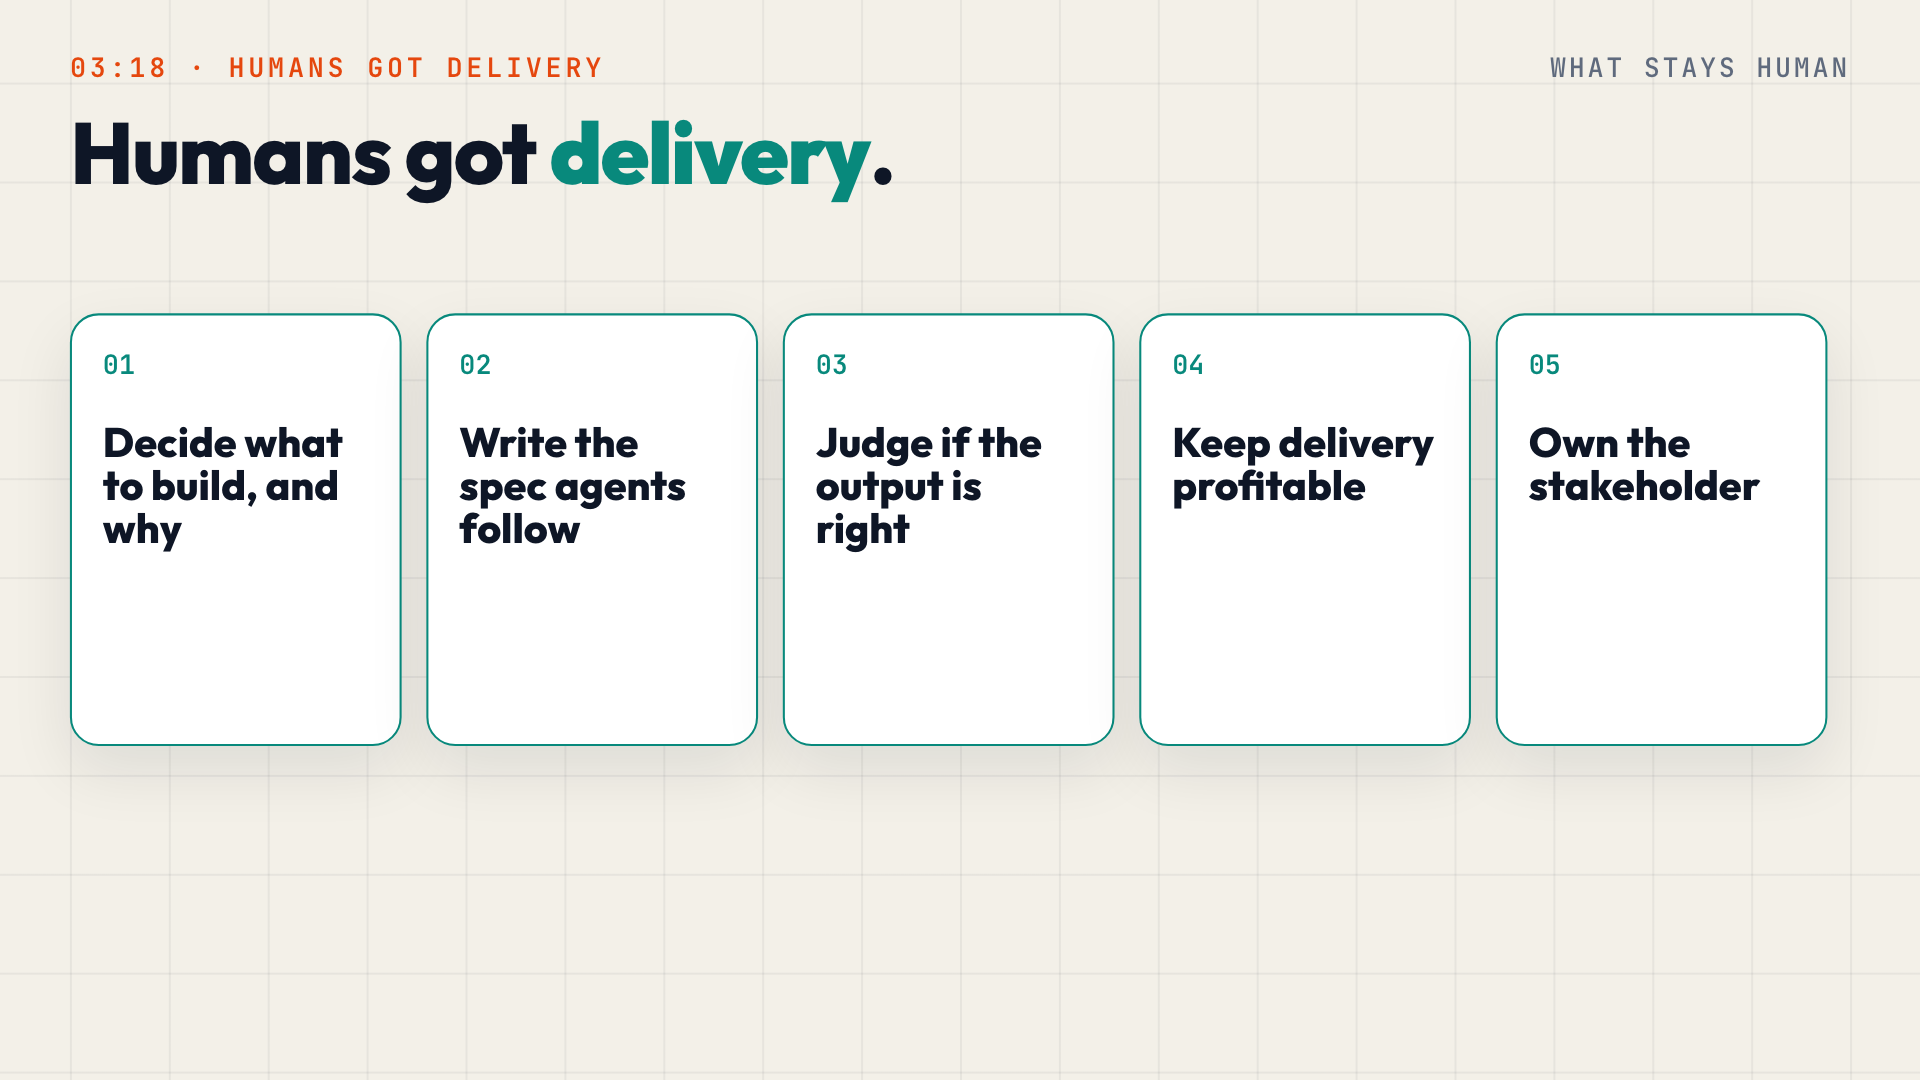 03:18 · HUMANS GOT DELIVERY
WHAT STAYS HUMAN
Humans got delivery.
01
Decide what
to build, and
why
02
Write the
spec agents
follow
03
Judge if the
output is
right
04
Keep delivery
profitable
05
Own the
stakeholder